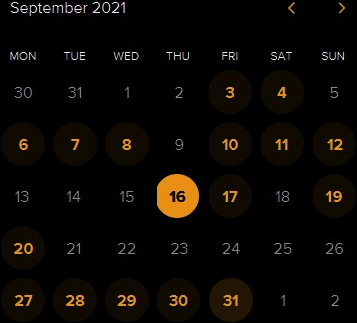 September 2021 < >
MON TUE WED THU FRI SAT SUN
30 31 1 2 3 4 5
6 7 8 9 10 11 12
13 14 15 16 17 18 19
20 21 22 23 24 25 26
27 28 29 30 31 1 2